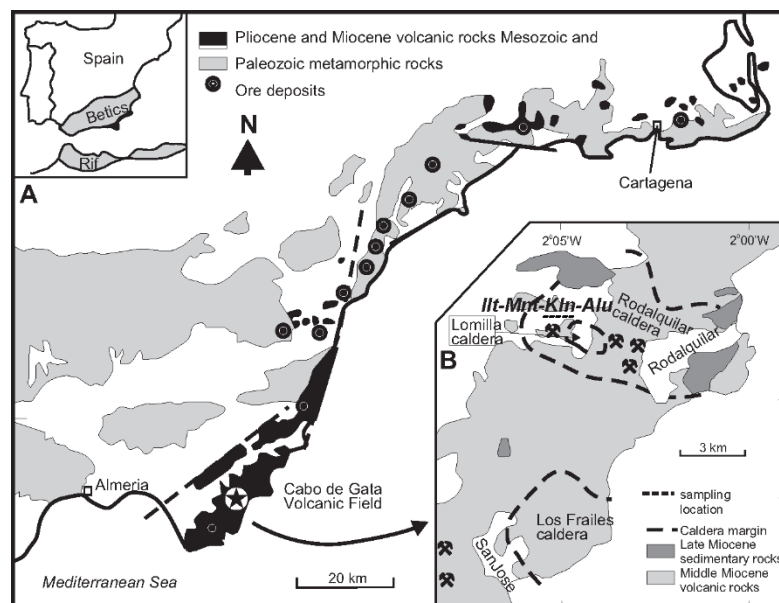 Spain
Betics
Rif
A
Pliocene and Miocene volcanic rocks Mesozoic and
Paleozoic metamorphic rocks
Ore deposits
N
Cartagena
Almeria
Cabo de Gata
Volcanic Field
Mediterranean Sea
20 km
2°05'W
2°00'W
Ilt-Mnt-Kln-Alu
Lomilla
caldera
Rodalquilar
caldera
Rodalquilar
B
3 km
Los Frailes
caldera
SanJose
sampling
location
Caldera margin
Late Miocene
sedimentary rocks
Middle Miocene
volcanic rocks